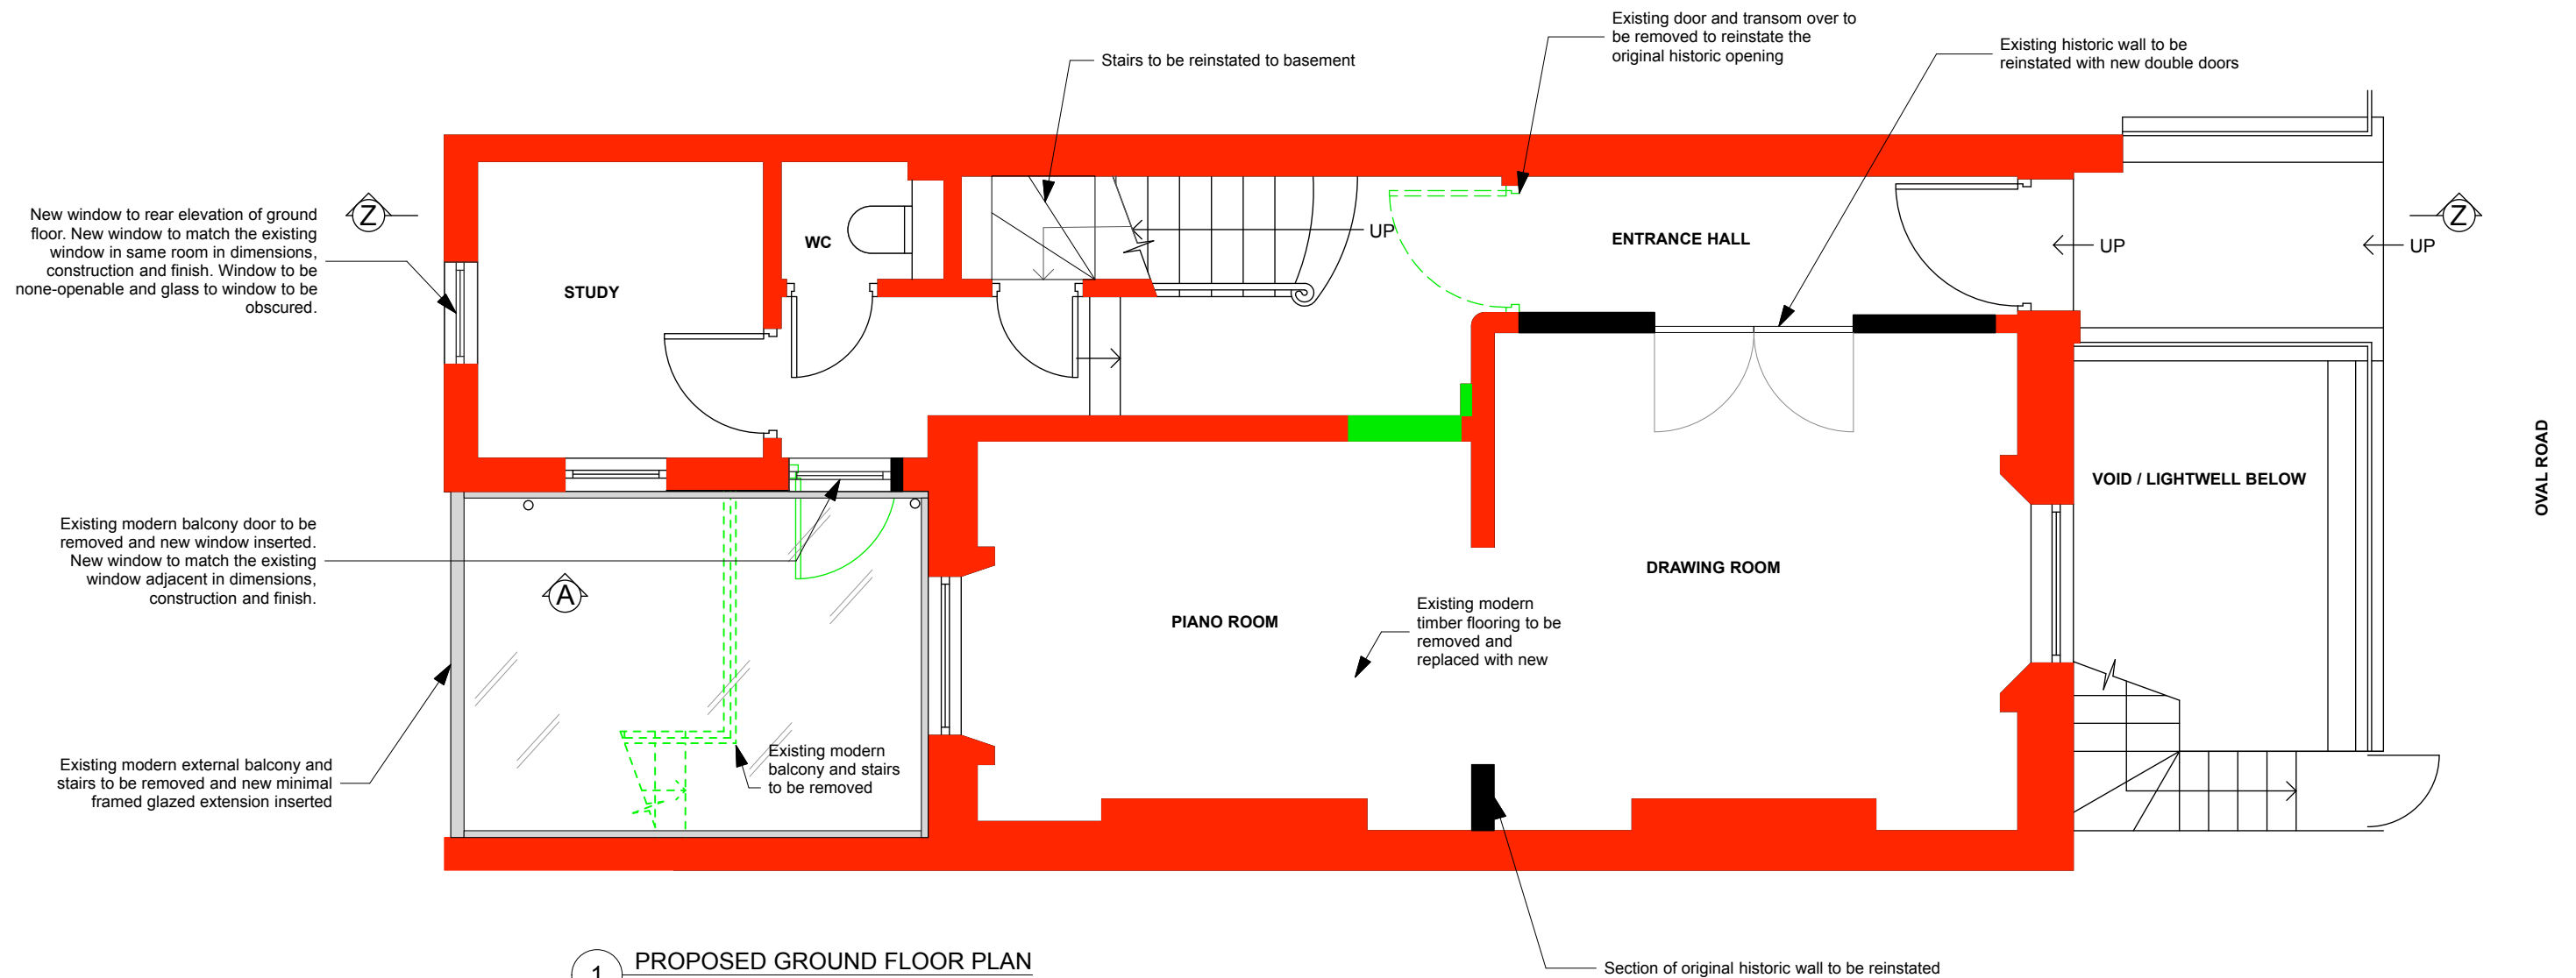 Existing door and transom over to
be removed to reinstate the
original historic opening
Existing historic wall to be
reinstated with new double doors
Stairs to be reinstated to basement
New window to rear elevation of ground
floor. New window to match the existing
window in same room in dimensions,
construction and finish. Window to be
none-openable and glass to window to be
obscured.
Z
Z
WC
UP
ENTRANCE HALL
UP
UP
STUDY
OVAL ROAD
VOID / LIGHTWELL BELOW
Existing modern balcony door to be
removed and new window inserted.
New window to match the existing
window adjacent in dimensions,
construction and finish.
A
DRAWING ROOM
PIANO ROOM
Existing modern
timber flooring to be
removed and
replaced with new
Existing modern external balcony and
stairs to be removed and new minimal
framed glazed extension inserted
Existing modern
balcony and stairs
to be removed
1
PROPOSED GROUND FLOOR PLAN
Section of original historic wall to be reinstated